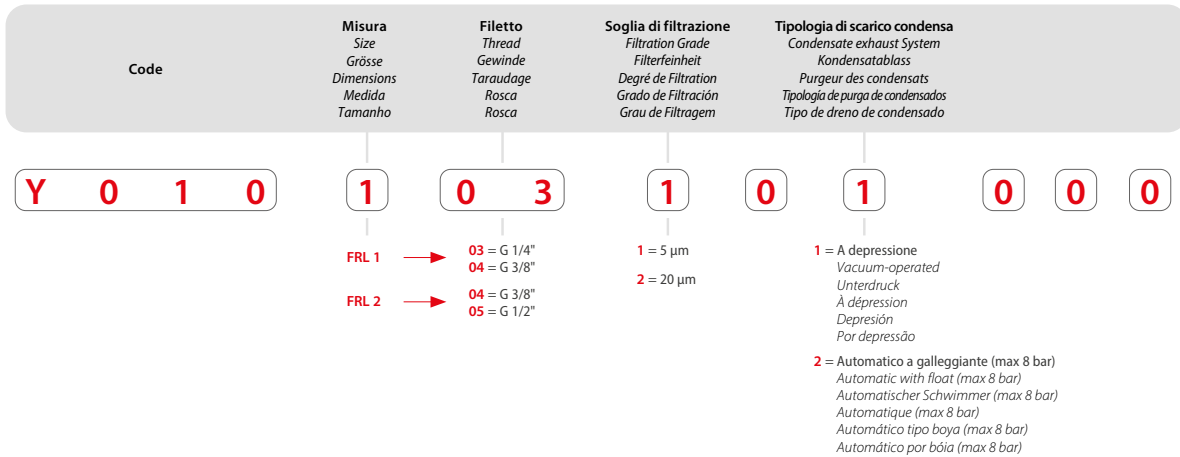 Code
Misura
Size
Grösse
Dimensions
Medida
Tamanho
Filetto
Thread
Gewinde
Taraudage
Rosca
Rosca
Soglia di filtrazione
Filtration Grade
Filterfeinheit
Degré de Filtration
Grado de Filtración
Grau de Filtragem
Tipologia di scarico condensa
Condensate exhaust System
Kondensatablass
Purgeur des condensats
Tipología de purga de condensados
Tipo de dreno de condensado
Y 0 1 0 1 0 3 1 0 1 0 0 0
FRL 1
03 = G 1/4"
04 = G 3/8"
FRL 2
04 = G 3/8"
05 = G 1/2"
1 = 5 µm
2 = 20 µm
1 = A depressione
Vacuum-operated
Unterdruck
À dépression
Depresión
Por depressão
2 = Automatico a galleggiante (max 8 bar)
Automatic with float (max 8 bar)
Automatischer Schwimmer (max 8 bar)
Automatique (max 8 bar)
Automático tipo boya (max 8 bar)
Automático por bóia (max 8 bar)